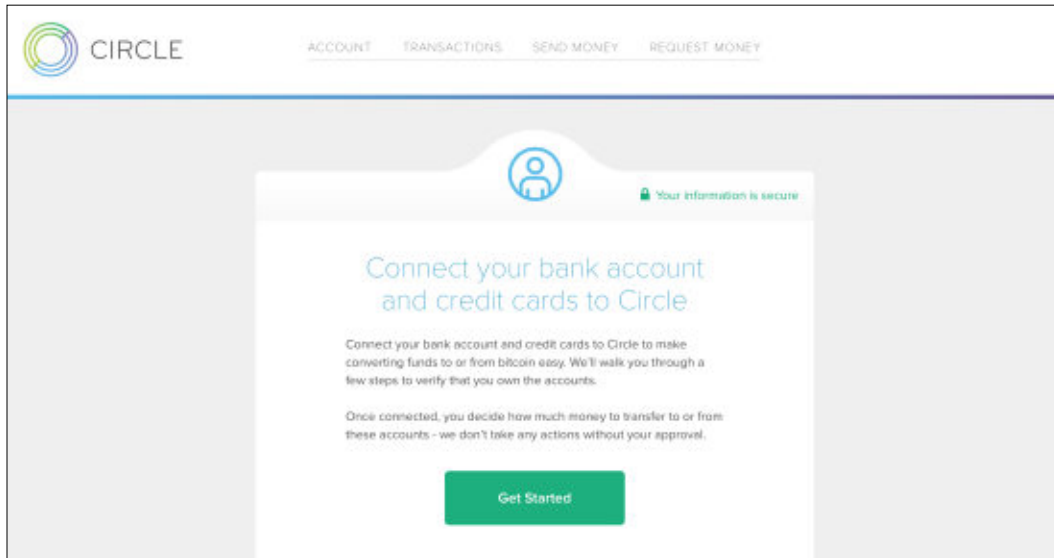 CIRCLE
ACCOUNT TRANSACTIONS SEND MONEY REQUEST MONEY
Your information is secure
Connect your bank account
and credit cards to Circle
Connect your bank account and credit cards to Circle to make
converting funds to or from bitcoin easy. We'll walk you through a
few steps to verify that you own the accounts.
Once connected, you decide how much money to transfer to or from
these accounts - we don't take any actions without your approval.
Get Started